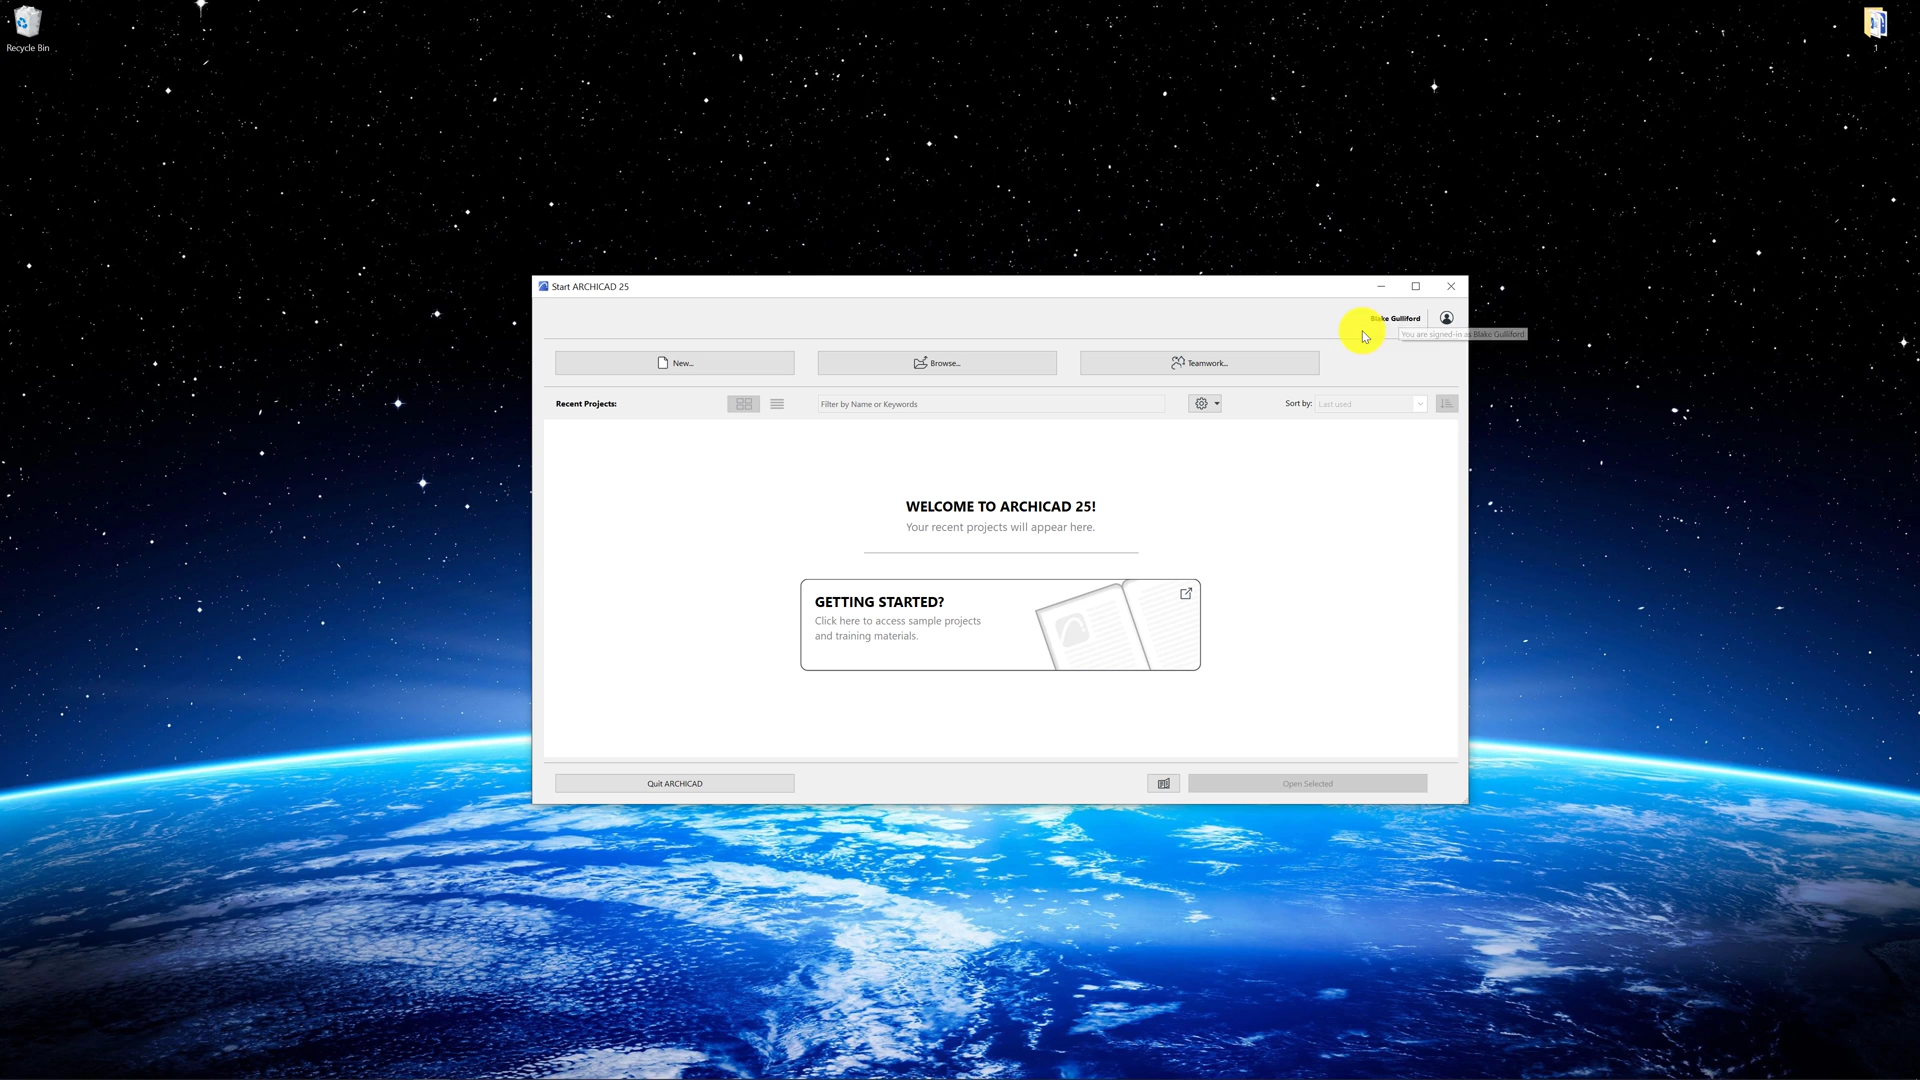 Recycle Bin
1
Start ARCHICAD 25
Blake Gulliford
You are signed-in as Blake Gulliford
New...
Browse...
Teamwork...
Recent Projects:
Filter by Name or Keywords
Sort by:
Last used
WELCOME TO ARCHICAD 25!
Your recent projects will appear here.
GETTING STARTED?
Click here to access sample projects
and training materials.
Quit ARCHICAD
Open Selected